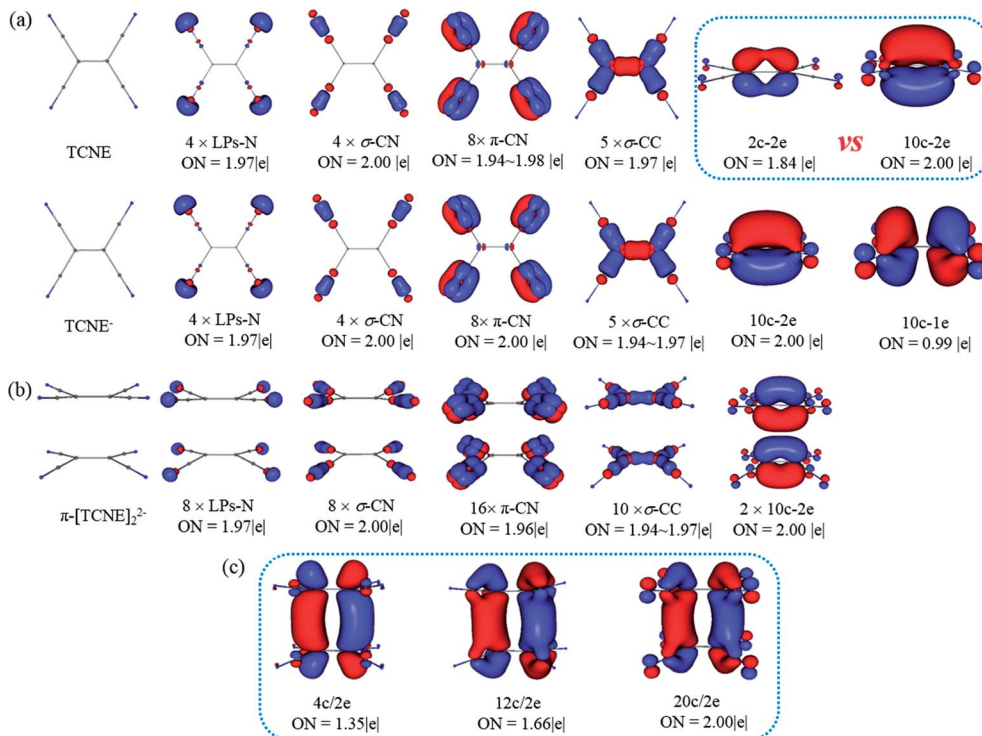 (a)
TCNE
4 × LPs-N
ON = 1.97|e|
4 × σ-CN
ON = 2.00 |e|
8× π-CN
ON = 1.94~1.98 |e|
5 ×σ-CC
ON = 1.97 |e|
2c-2e
ON = 1.84 |e|
vs
10c-2e
ON = 2.00 |e|
TCNE⁻
4 × LPs-N
ON = 1.97|e|
4 × σ-CN
ON = 2.00 |e|
8× π-CN
ON = 2.00 |e|
5 ×σ-CC
ON = 1.94~1.97 |e|
10c-2e
ON = 2.00 |e|
10c-1e
ON = 0.99 |e|
(b)
π-[TCNE]₂²⁻
8 × LPs-N
ON = 1.97|e|
8 × σ-CN
ON = 2.00|e|
16× π-CN
ON = 1.96|e|
10 ×σ-CC
ON = 1.94~1.97|e|
2 × 10c-2e
ON = 2.00 |e|
(c)
4c/2e
ON = 1.35|e|
12c/2e
ON = 1.66|e|
20c/2e
ON = 2.00|e|